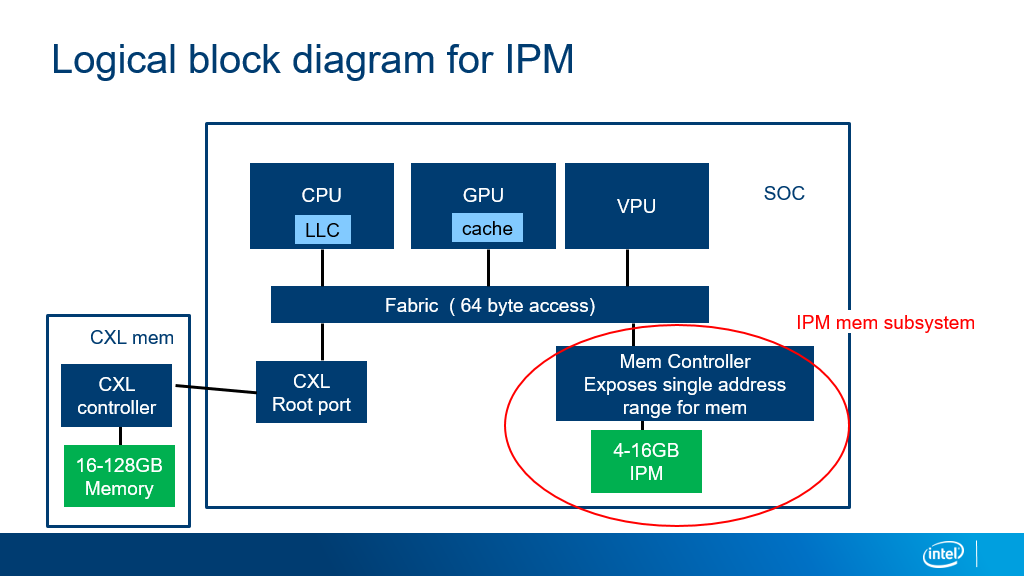 Logical block diagram for IPM
CPU
LLC
GPU
cache
VPU
SOC
Fabric ( 64 byte access)
IPM mem subsystem
CXL mem
CXL
controller
16-128GB
Memory
CXL
Root port
Mem Controller
Exposes single address
range for mem
4-16GB
IPM
intel